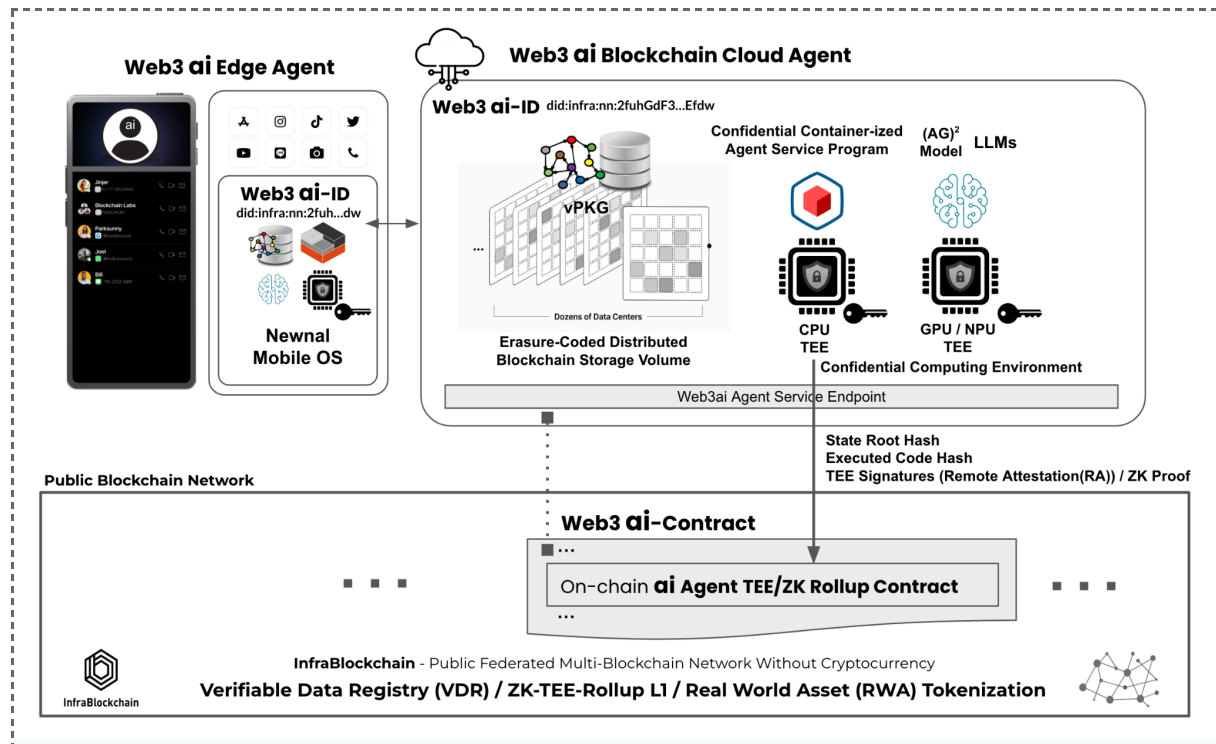 Web3 ai Edge Agent
Web3 ai Blockchain Cloud Agent
ai
Jinjer
Blockchain Labs
Parksunny
Joel
Bill
Web3 ai-ID
did:infra:nn:2fuh...dw
Newnal
Mobile OS
Web3 ai-ID did:infra:nn:2fuhGdF3...Efdw
vPKG
...
Dozens of Data Centers
Erasure-Coded Distributed
Blockchain Storage Volume
Confidential Container-ized
Agent Service Program
(AG)²
Model
LLMs
CPU
TEE
GPU / NPU
TEE
Confidential Computing Environment
Web3ai Agent Service Endpoint
State Root Hash
Executed Code Hash
TEE Signatures (Remote Attestation(RA)) / ZK Proof
Public Blockchain Network
Web3 ai-Contract
...
On-chain ai Agent TEE/ZK Rollup Contract
...
InfraBlockchain - Public Federated Multi-Blockchain Network Without Cryptocurrency
Verifiable Data Registry (VDR) / ZK-TEE-Rollup L1 / Real World Asset (RWA) Tokenization
InfraBlockchain